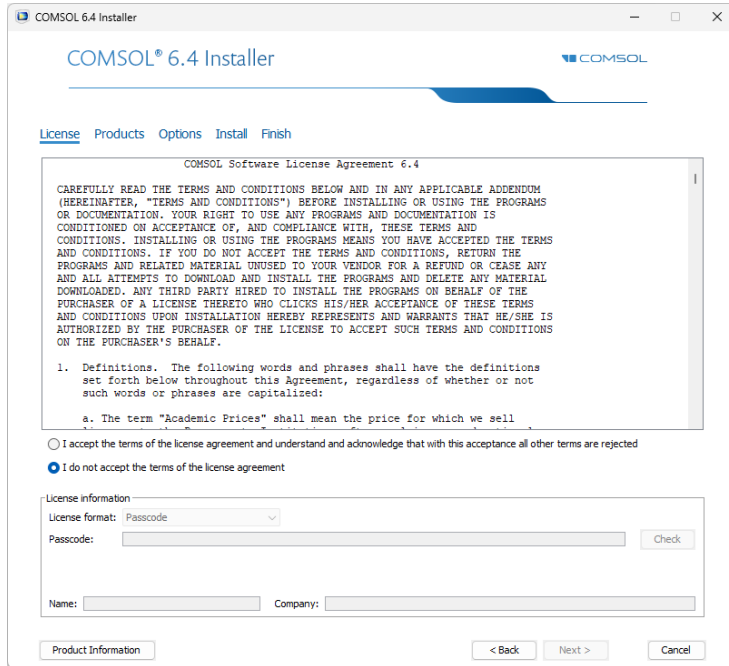 COMSOL 6.4 Installer
COMSOL® 6.4 Installer
COMSOL
License Products Options Install Finish
COMSOL Software License Agreement 6.4
CAREFULLY READ THE TERMS AND CONDITIONS BELOW AND IN ANY APPLICABLE ADDENDUM
(HEREINAFTER, "TERMS AND CONDITIONS") BEFORE INSTALLING OR USING THE PROGRAMS
OR DOCUMENTATION. YOUR RIGHT TO USE ANY PROGRAMS AND DOCUMENTATION IS
CONDITIONED ON ACCEPTANCE OF, AND COMPLIANCE WITH, THESE TERMS AND
CONDITIONS. INSTALLING OR USING THE PROGRAMS MEANS YOU HAVE ACCEPTED THE TERMS
AND CONDITIONS. IF YOU DO NOT ACCEPT THE TERMS AND CONDITIONS, RETURN THE
PROGRAMS AND RELATED MATERIAL UNUSED TO YOUR VENDOR FOR A REFUND OR CEASE ANY
AND ALL ATTEMPTS TO DOWNLOAD AND INSTALL THE PROGRAMS AND DELETE ANY MATERIAL
DOWNLOADED. ANY THIRD PARTY HIRED TO INSTALL THE PROGRAMS ON BEHALF OF THE
PURCHASER OF A LICENSE THERETO WHO CLICKS HIS/HER ACCEPTANCE OF THESE TERMS
AND CONDITIONS UPON INSTALLATION HEREBY REPRESENTS AND WARRANTS THAT HE/SHE IS
AUTHORIZED BY THE PURCHASER OF THE LICENSE TO ACCEPT SUCH TERMS AND CONDITIONS
ON THE PURCHASER'S BEHALF.
1. Definitions. The following words and phrases shall have the definitions
set forth below throughout this Agreement, regardless of whether or not
such words or phrases are capitalized:
a. The term "Academic Prices" shall mean the price for which we sell
I accept the terms of the license agreement and understand and acknowledge that with this acceptance all other terms are rejected
I do not accept the terms of the license agreement
License information
License format: Passcode
Passcode: Check
Name: Company:
Product Information < Back Next > Cancel